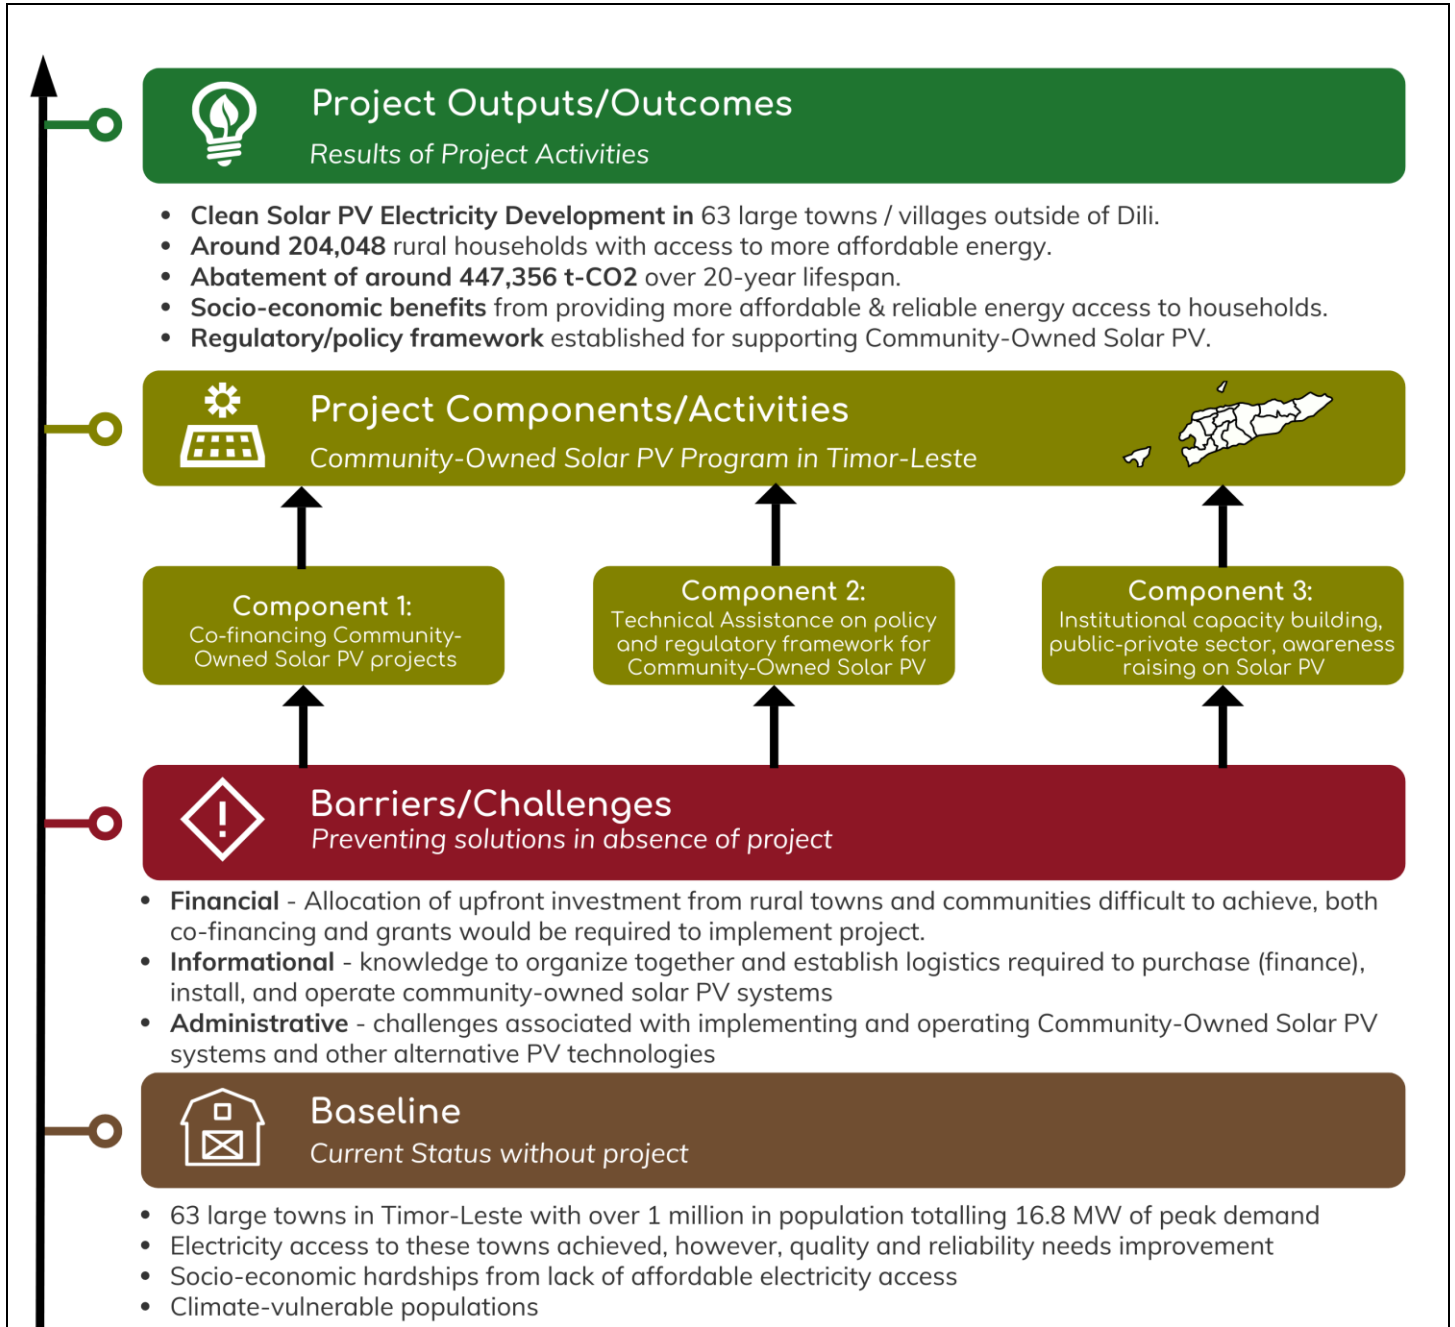 Project Outputs/Outcomes
Results of Project Activities
• Clean Solar PV Electricity Development in 63 large towns / villages outside of Dili.
• Around 204,048 rural households with access to more affordable energy.
• Abatement of around 447,356 t-CO2 over 20-year lifespan.
• Socio-economic benefits from providing more affordable & reliable energy access to households.
• Regulatory/policy framework established for supporting Community-Owned Solar PV.
Project Components/Activities
Community-Owned Solar PV Program in Timor-Leste
Component 1:
Co-financing Community-
Owned Solar PV projects
Component 2:
Technical Assistance on policy
and regulatory framework for
Community-Owned Solar PV
Component 3:
Institutional capacity building,
public-private sector, awareness
raising on Solar PV
Barriers/Challenges
Preventing solutions in absence of project
• Financial - Allocation of upfront investment from rural towns and communities difficult to achieve, both
co-financing and grants would be required to implement project.
• Informational - knowledge to organize together and establish logistics required to purchase (finance),
install, and operate community-owned solar PV systems
• Administrative - challenges associated with implementing and operating Community-Owned Solar PV
systems and other alternative PV technologies
Baseline
Current Status without project
• 63 large towns in Timor-Leste with over 1 million in population totalling 16.8 MW of peak demand
• Electricity access to these towns achieved, however, quality and reliability needs improvement
• Socio-economic hardships from lack of affordable electricity access
• Climate-vulnerable populations